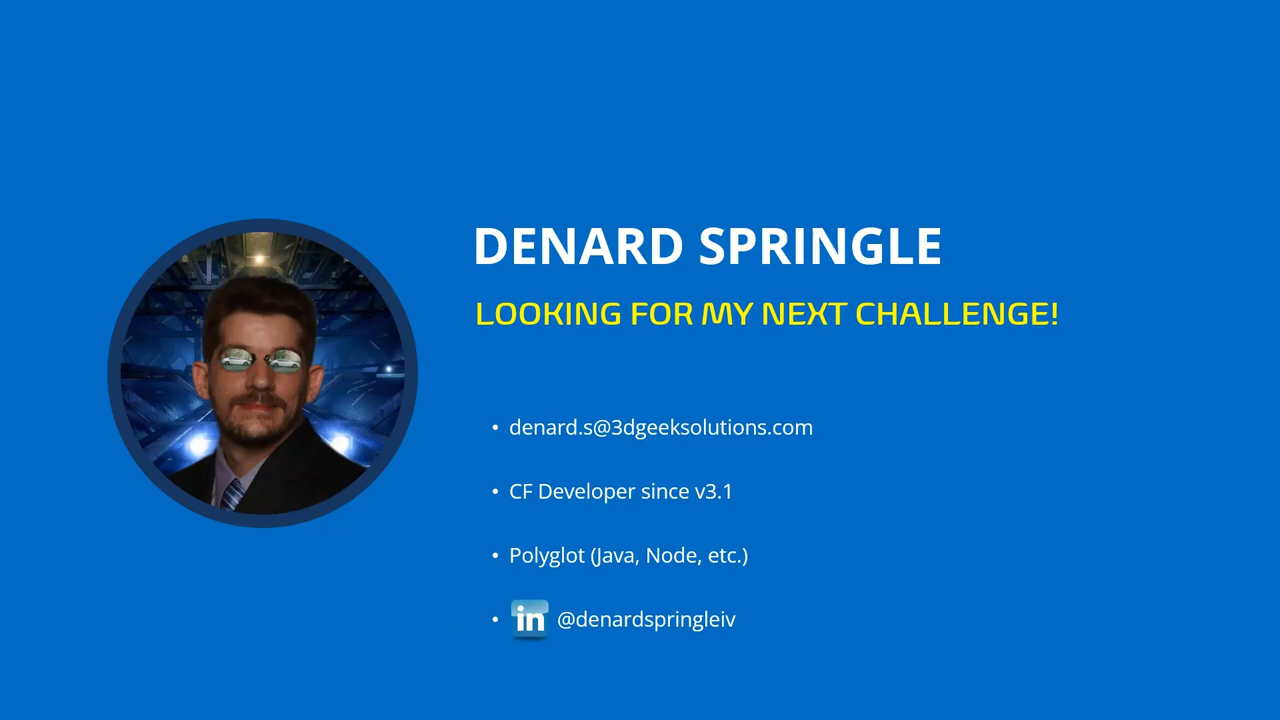 DENARD SPRINGLE
LOOKING FOR MY NEXT CHALLENGE!
• denard.s@3dgeeksolutions.com
• CF Developer since v3.1
• Polyglot (Java, Node, etc.)
• in @denardspringleiv